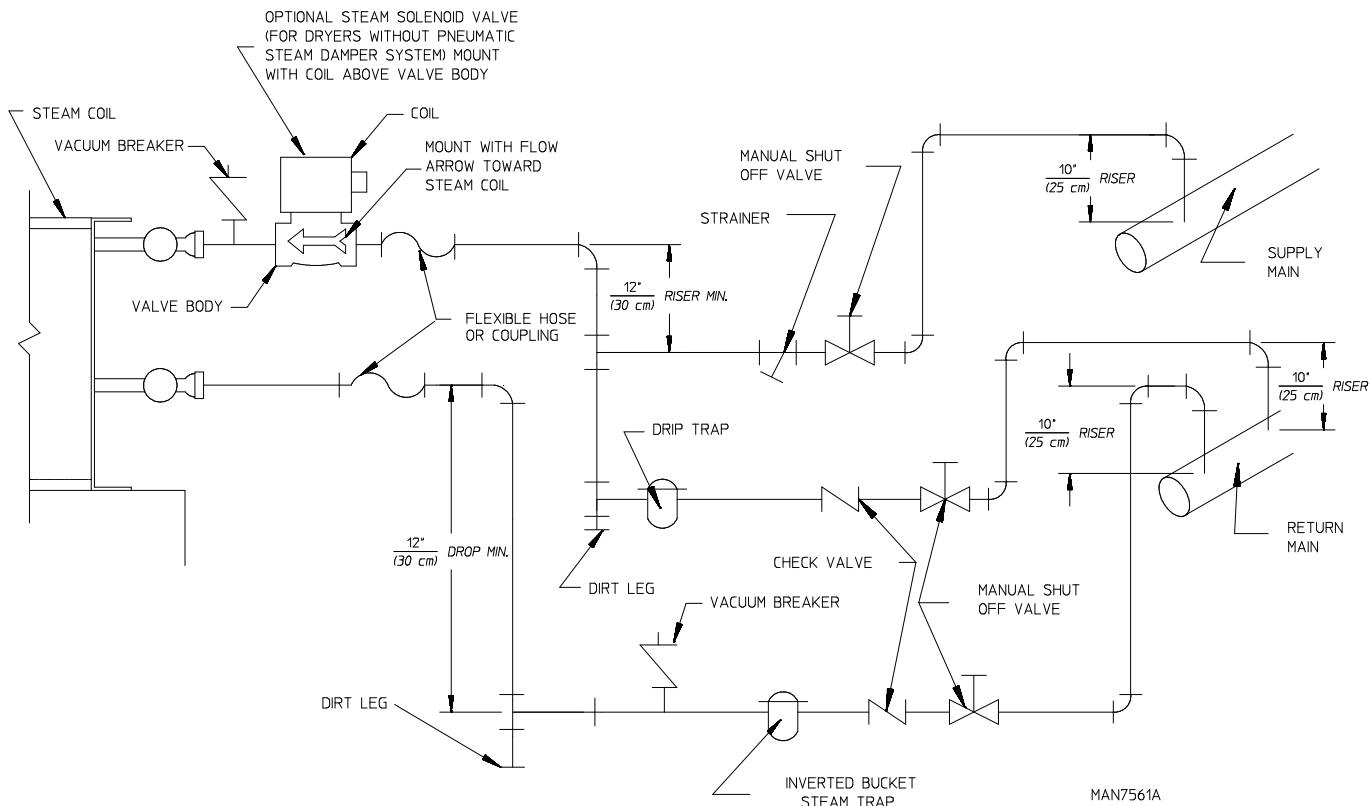 OPTIONAL STEAM SOLENOID VALVE
(FOR DRYERS WITHOUT PNEUMATIC
STEAM DAMPER SYSTEM) MOUNT
WITH COIL ABOVE VALVE BODY
STEAM COIL
VACUUM BREAKER
COIL
MOUNT WITH FLOW
ARROW TOWARD
STEAM COIL
MANUAL SHUT
OFF VALVE
STRAINER
10"
(25 cm) RISER
SUPPLY
MAIN
VALVE BODY
12"
(30 cm) RISER MIN.
FLEXIBLE HOSE
OR COUPLING
10"
(25 cm) RISER
10"
(25 cm) RISER
DRIP TRAP
RETURN
MAIN
12"
(30 cm) DROP MIN.
CHECK VALVE
DIRT LEG
VACUUM BREAKER
MANUAL SHUT
OFF VALVE
DIRT LEG
INVERTED BUCKET
STEAM TRAP
MAN7561A